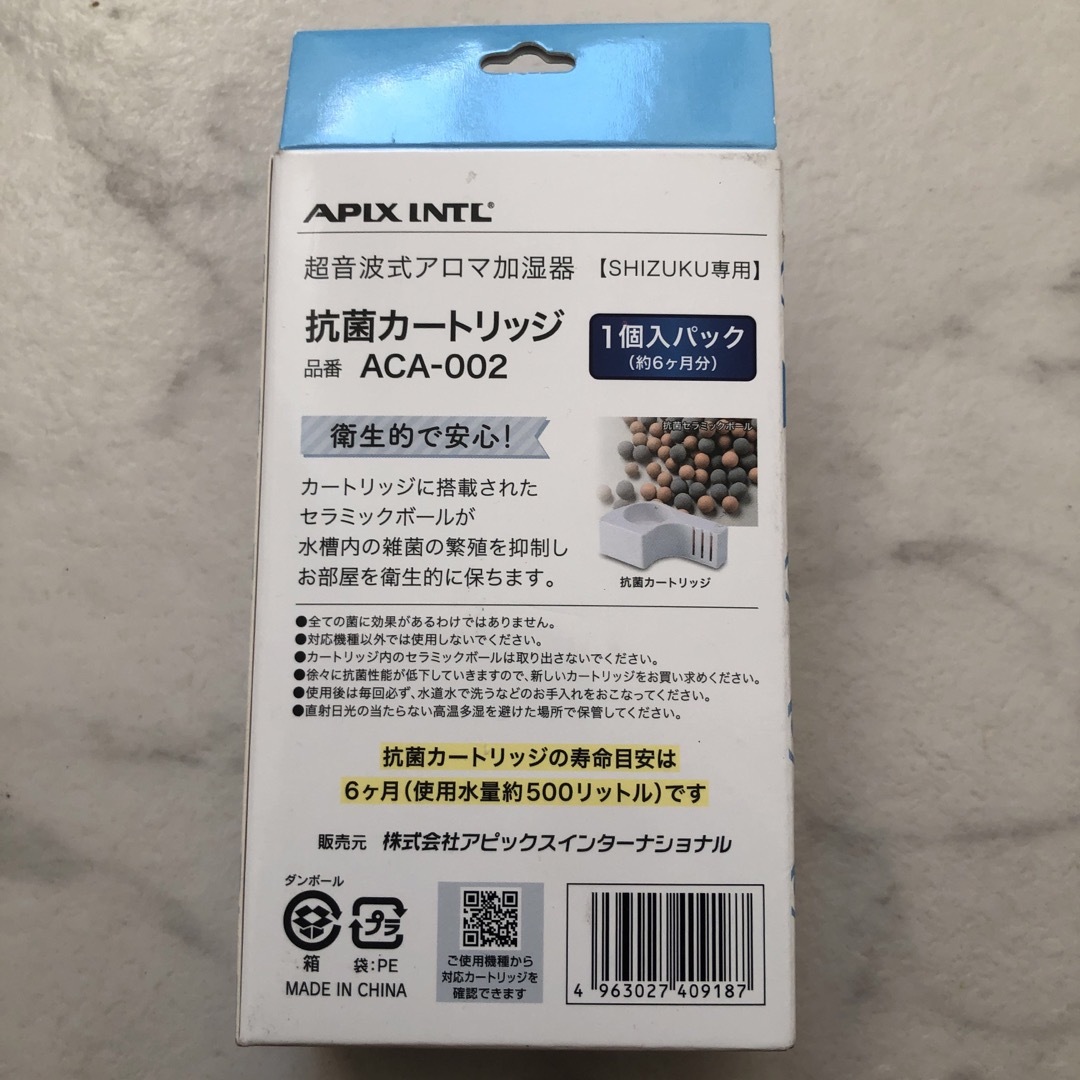 APIX INTL®
超音波式アロマ加湿器 【SHIZUKU専用】
抗菌カートリッジ
品番 ACA-002
1個入パック
(約6ヶ月分)
衛生的で安心!
抗菌セラミックボール
カートリッジに搭載された
セラミックボールが
水槽内の雑菌の繁殖を抑制し
お部屋を衛生的に保ちます。
抗菌カートリッジ
●全ての菌に効果があるわけではありません。
●対応機種以外では使用しないでください。
●カートリッジ内のセラミックボールは取り出さないでください。
●徐々に抗菌性能が低下していきますので、新しいカートリッジをお買い求めください。
●使用後は毎回必ず、水道水で洗うなどのお手入れをおこなってください。
●直射日光の当たらない高温多湿を避けた場所で保管してください。
抗菌カートリッジの寿命目安は
6ヶ月(使用水量約500リットル)です
販売元 株式会社アピックスインターナショナル
ダンボール
プラ
箱 袋:PE
MADE IN CHINA
ご使用機種から
対応カートリッジを
確認できます
4 963027 409187